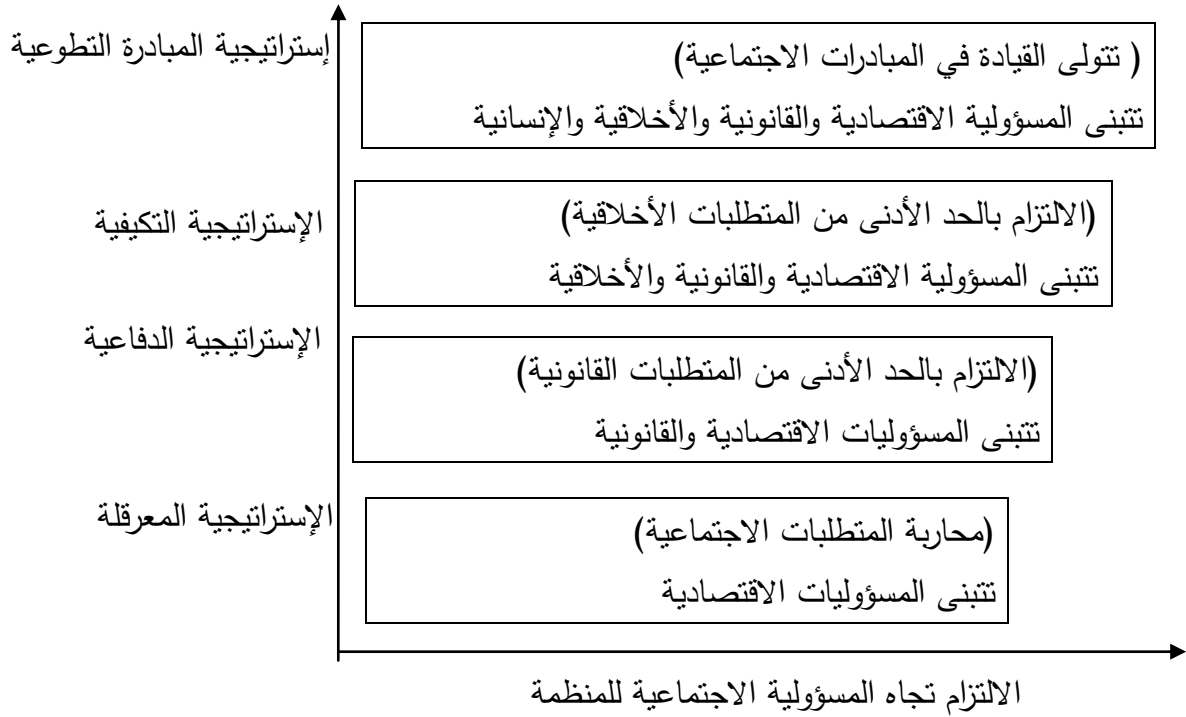 إستراتيجية المبادرة التطوعية
( تتولى القيادة في المبادرات الاجتماعية)
تتبنى المسؤولية الاقتصادية والقانونية والأخلاقية والإنسانية
الإستراتيجية التكيفية
(الالتزام بالحد الأدنى من المتطلبات الأخلاقية)
تتبنى المسؤولية الاقتصادية والقانونية والأخلاقية
الإستراتيجية الدفاعية
(الالتزام بالحد الأدنى من المتطلبات القانونية)
تتبنى المسؤوليات الاقتصادية والقانونية
الإستراتيجية المعرقلة
(محاربة المتطلبات الاجتماعية)
تتبنى المسؤوليات الاقتصادية
الالتزام تجاه المسؤولية الاجتماعية للمنظمة